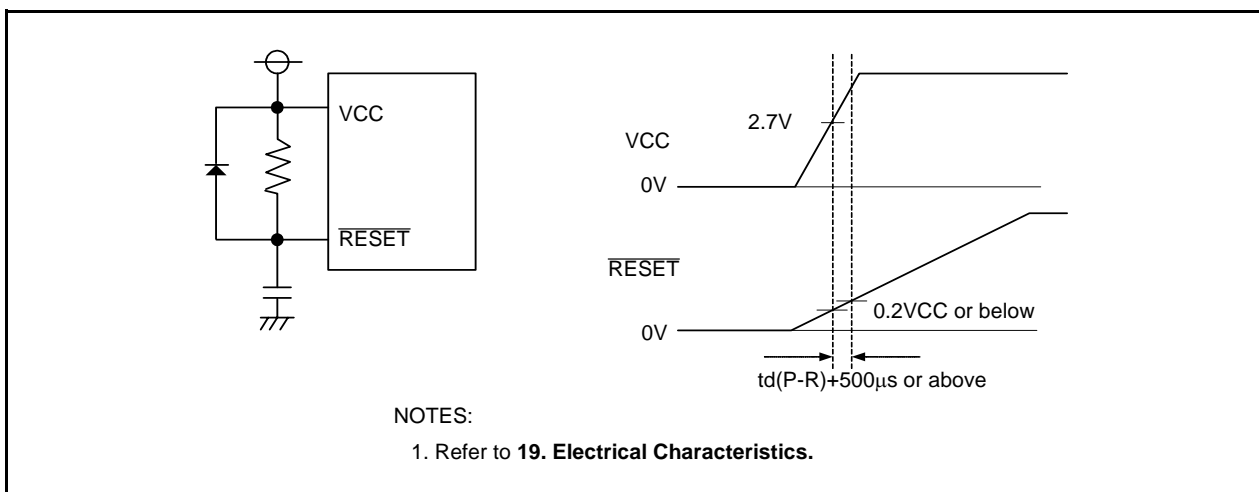 VCC
RESET
VCC
2.7V
0V
RESET
0.2VCC or below
0V
td(P-R)+500μs or above
NOTES:
1. Refer to 19. Electrical Characteristics.